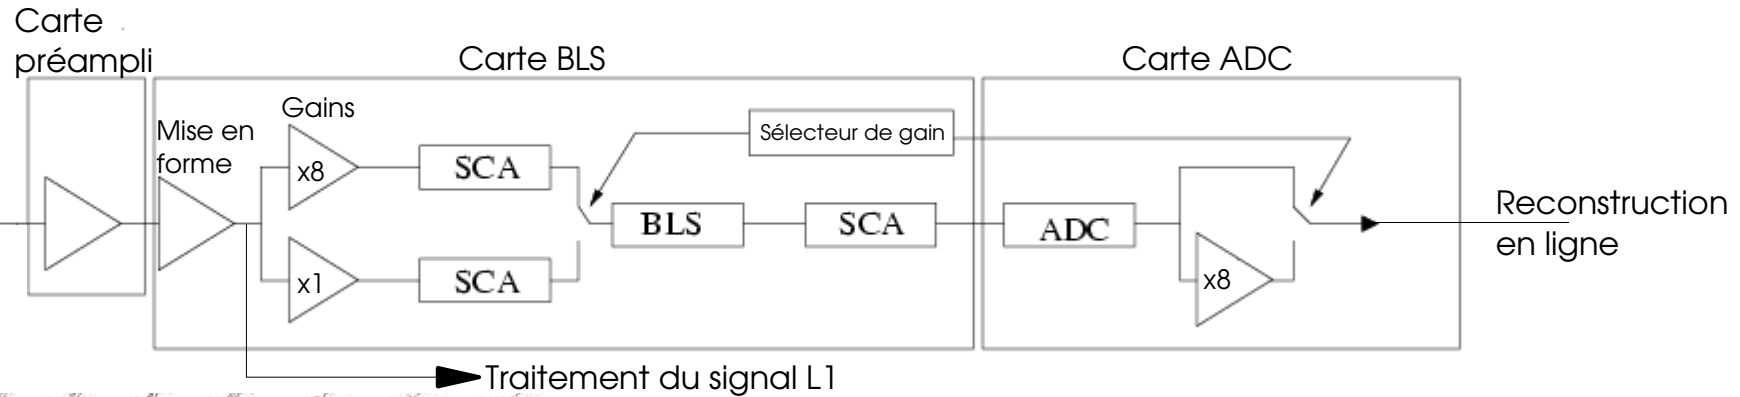 Carte
préampli
Carte BLS
Carte ADC
Gains
Mise en
forme
x8
SCA
Sélecteur de gain
BLS
SCA
ADC
x1
SCA
x8
Reconstruction
en ligne
Traitement du signal L1